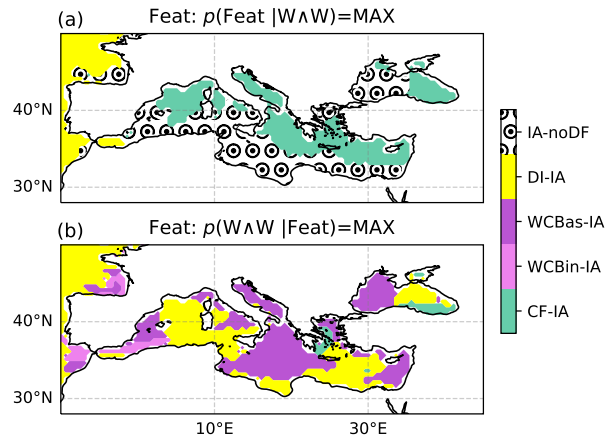 (a)
Feat: p(Feat |W∧W)=MAX
40°N
30°N
(b)
Feat: p(W∧W |Feat)=MAX
40°N
30°N
10°E
30°E
IA-noDF
DI-IA
WCBas-IA
WCBin-IA
CF-IA